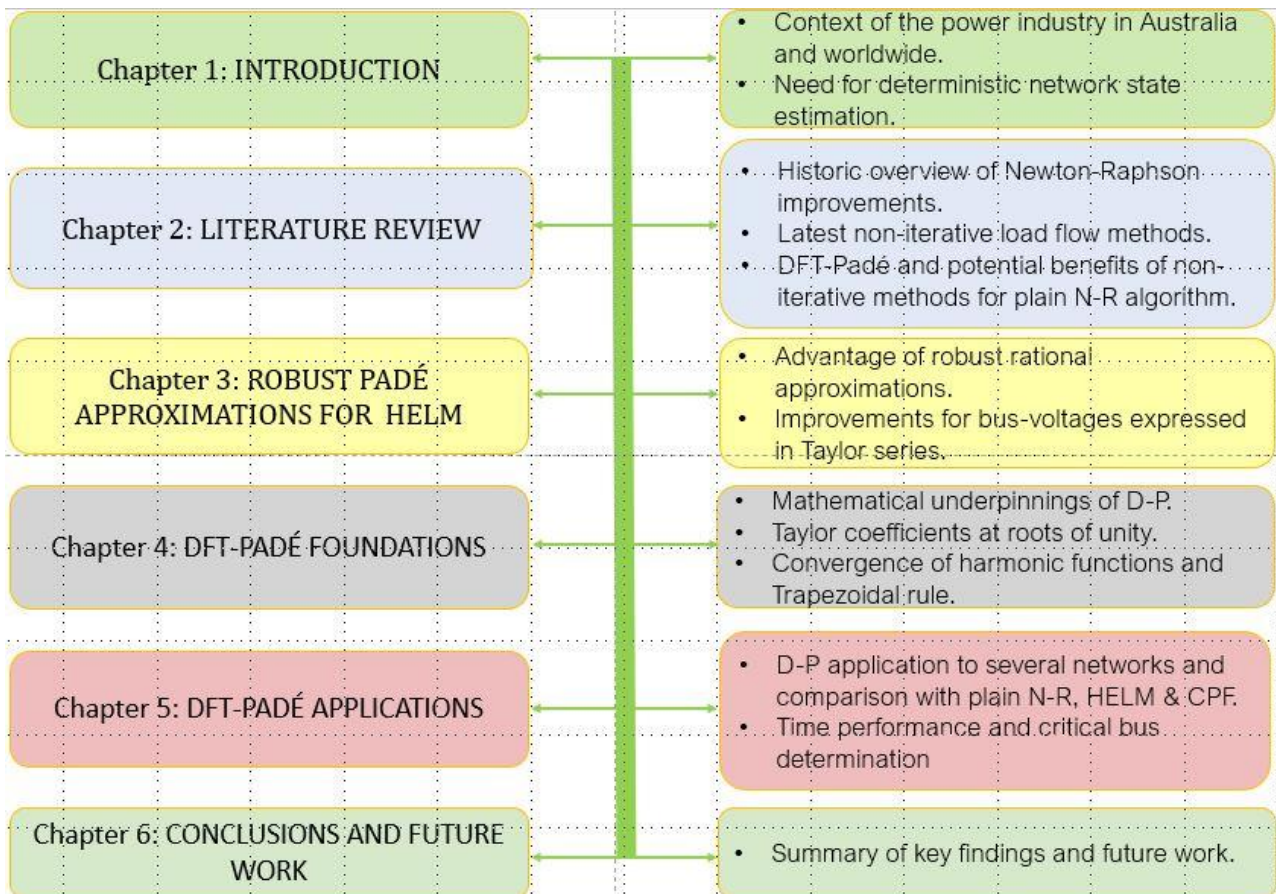 Chapter 1: INTRODUCTION
• Context of the power industry in Australia
and worldwide.
• Need for deterministic network state
estimation.
Chapter 2: LITERATURE REVIEW
• Historic overview of Newton-Raphson
improvements.
• Latest non-iterative load flow methods.
• DFT-Padé and potential benefits of non-
iterative methods for plain N-R algorithm.
Chapter 3: ROBUST PADÉ
APPROXIMATIONS FOR HELM
• Advantage of robust rational
approximations.
• Improvements for bus-voltages expressed
in Taylor series.
Chapter 4: DFT-PADÉ FOUNDATIONS
• Mathematical underpinnings of D-P.
• Taylor coefficients at roots of unity.
• Convergence of harmonic functions and
Trapezoidal rule.
Chapter 5: DFT-PADÉ APPLICATIONS
• D-P application to several networks and
comparison with plain N-R, HELM & CPF.
• Time performance and critical bus
determination
Chapter 6: CONCLUSIONS AND FUTURE
WORK
• Summary of key findings and future work.